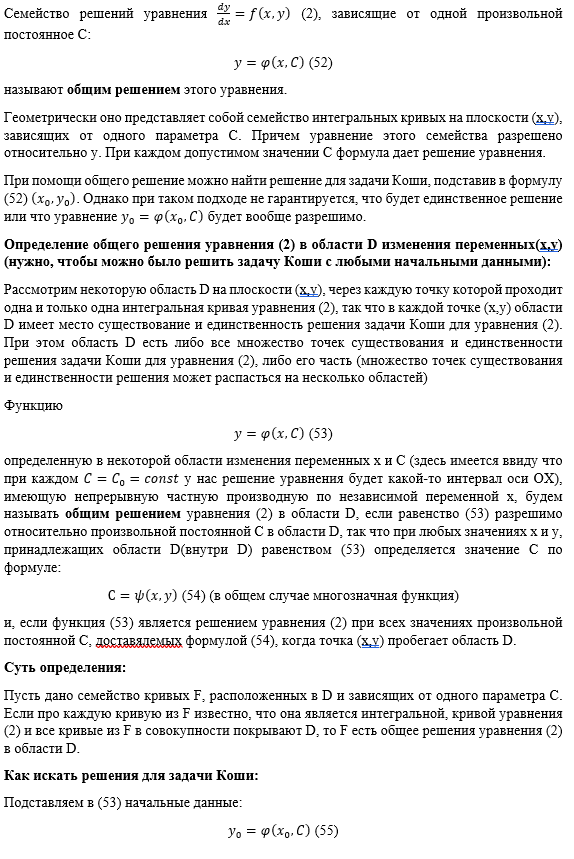 Семейство решений уравнения dy/dx = f(x, y) (2), зависящие от одной произвольной
постоянное С:
y = φ(x, C) (52)
называют общим решением этого уравнения.
Геометрически оно представляет собой семейство интегральных кривых на плоскости (x,y),
зависящих от одного параметра С. Причем уравнение этого семейства разрешено
относительно y. При каждом допустимом значении С формула дает решение уравнения.
При помощи общего решение можно найти решение для задачи Коши, подставив в формулу
(52) (x₀, y₀). Однако при таком подходе не гарантируется, что будет единственное решение
или что уравнение y₀ = φ(x₀, C) будет вообще разрешимо.
Определение общего решения уравнения (2) в области D изменения переменных(x,y)
(нужно, чтобы можно было решить задачу Коши с любыми начальными данными):
Рассмотрим некоторую область D на плоскости (x,y), через каждую точку которой проходит
одна и только одна интегральная кривая уравнения (2), так что в каждой точке (x,y) области
D имеет место существование и единственность решения задачи Коши для уравнения (2).
При этом область D есть либо все множество точек существования и единственности
решения задачи Коши для уравнения (2), либо его часть (множество точек существования
и единственности решения может распасться на несколько областей)
Функцию
y = φ(x, C) (53)
определенную в некоторой области изменения переменных x и C (здесь имеется ввиду что
при каждом C = C₀ = const у нас решение уравнения будет какой-то интервал оси OX),
имеющую непрерывную частную производную по независимой переменной x, будем
называть общим решением уравнения (2) в области D, если равенство (53) разрешимо
относительно произвольной постоянной С в области D, так что при любых значениях x и y,
принадлежащих области D(внутри D) равенством (53) определяется значение С по
формуле:
C = ψ(x, y) (54) (в общем случае многозначная функция)
и, если функция (53) является решением уравнения (2) при всех значениях произвольной
постоянной С, доставялемых формулой (54), когда точка (x,y) пробегает область D.
Суть определения:
Пусть дано семейство кривых F, расположенных в D и зависящих от одного параметра С.
Если про каждую кривую из F известно, что она является интегральной, кривой уравнения
(2) и все кривые из F в совокупности покрывают D, то F есть общее решения уравнения (2)
в области D.
Как искать решения для задачи Коши:
Подставляем в (53) начальные данные:
y₀ = φ(x₀, C) (55)